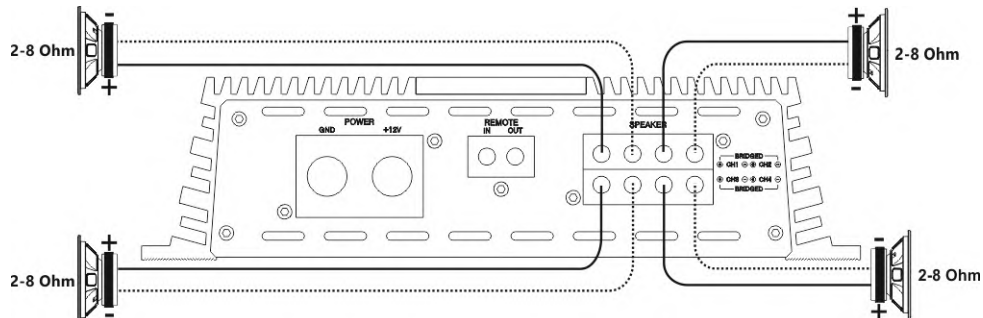 -
2-8 Ohm
+
+
2-8 Ohm
-
POWER
GND +12V
REMOTE
IN OUT
SPEAKER
BRIDGED
+ CH1 - + CH2 -
+ CH3 - + CH4 -
BRIDGED
+
2-8 Ohm
-
-
2-8 Ohm
+